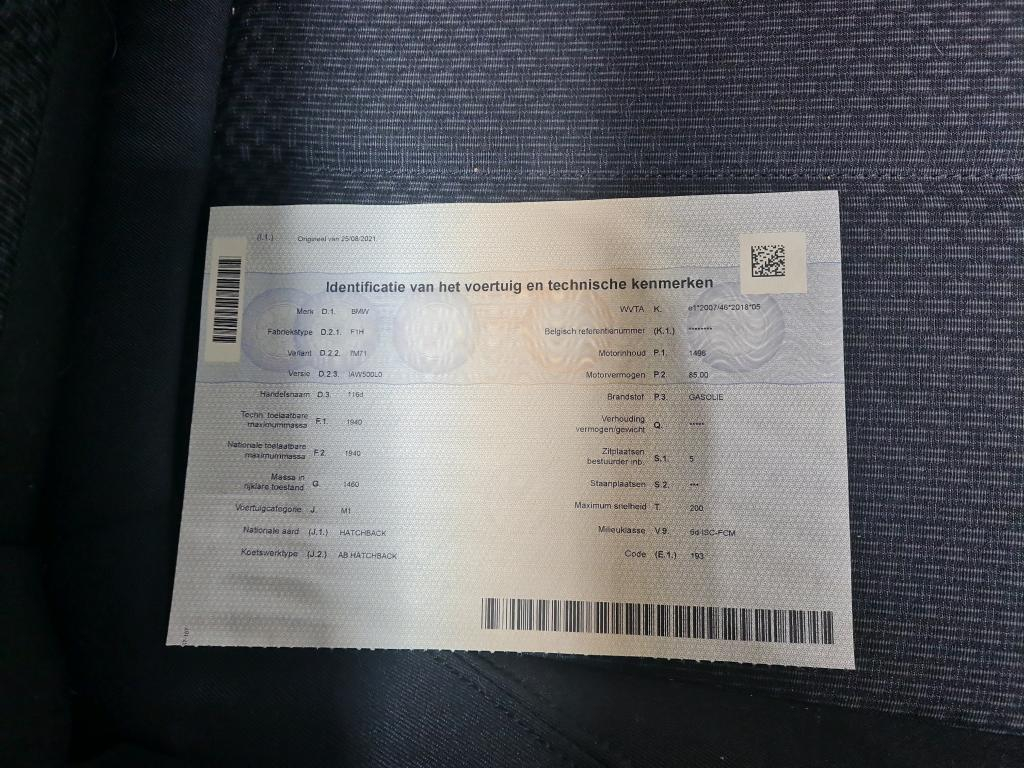 (I.1.) Origineel van 25/08/2021
Identificatie van het voertuig en technische kenmerken
Merk D.1. BMW
Fabriekstype D.2.1. F1H
Variant D.2.2. 7M71
Versie D.2.3. IAW500L0
Handelsnaam D.3. 116d
Techn. toelaatbare
maximummassa F.1. 1940
Nationale toelaatbare
maximummassa F.2. 1940
Massa in
rijklare toestand G. 1460
Voertuigcategorie J. M1
Nationale aard (J.1.) HATCHBACK
Koetswerktype (J.2.) AB HATCHBACK
WVTA K. e1*2007/46*2018*05
Belgisch referentienummer (K.1.) ********
Motorinhoud P.1. 1496
Motorvermogen P.2. 85.00
Brandstof P.3. GASOLIE
Verhouding
vermogen/gewicht Q. *****
Zitplaatsen
bestuurder inb. S.1. 5
Staanplaatsen S.2. ***
Maximum snelheid T. 200
Milieuklasse V.9. 6d-ISC-FCM
Code (E.1.) 193